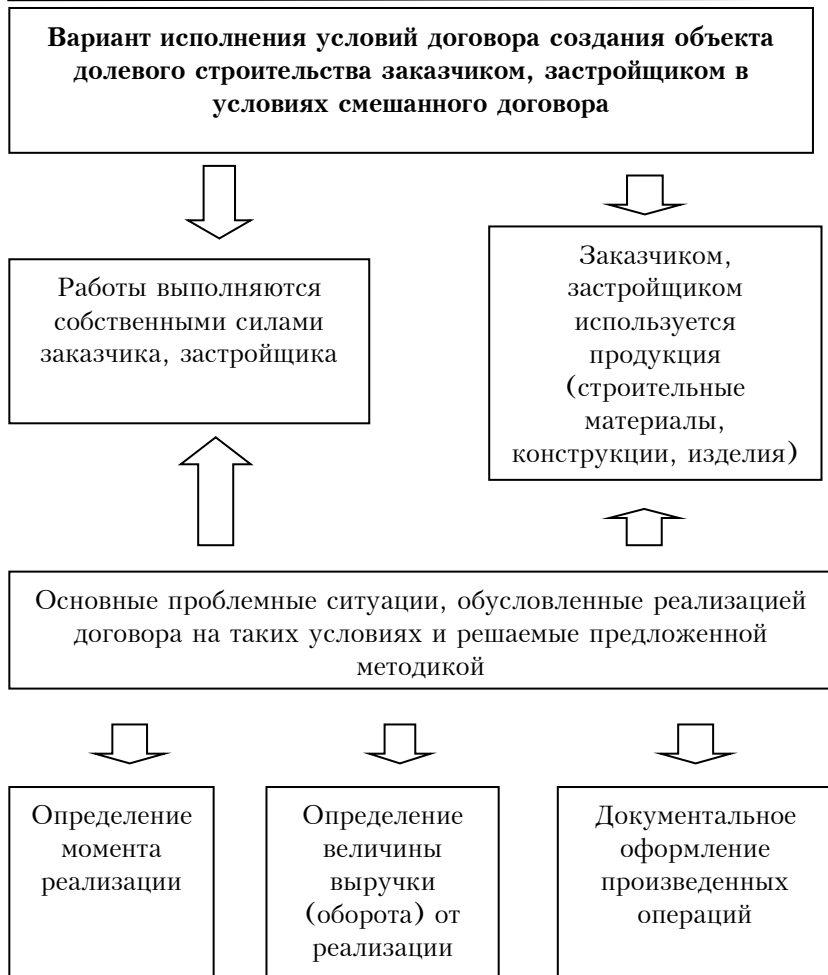 Вариант исполнения условий договора создания объекта
долевого строительства заказчиком, застройщиком в
условиях смешанного договора
Работы выполняются
собственными силами
заказчика, застройщика
Заказчиком,
застройщиком
используется
продукция
(строительные
материалы,
конструкции, изделия)
Основные проблемные ситуации, обусловленные реализацией
договора на таких условиях и решаемые предложенной
методикой
Определение
момента
реализации
Определение
величины
выручки
(оборота) от
реализации
Документальное
оформление
произведенных
операций